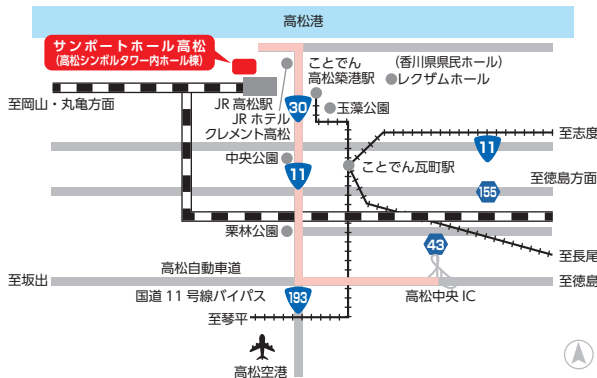 高松港
サンポートホール高松
(高松シンボルタワー内ホール棟)
ことでん
高松築港駅
(香川県県民ホール)
レクザムホール
至岡山・丸亀方面
JR 高松駅
JR ホテル
クレメント高松
30
玉藻公園
至志度
11
中央公園
11
ことでん瓦町駅
至徳島方面
155
栗林公園
43
至長尾
高松自動車道
至坂出
至徳島
国道 11 号線バイパス
193
高松中央 IC
至琴平
高松空港